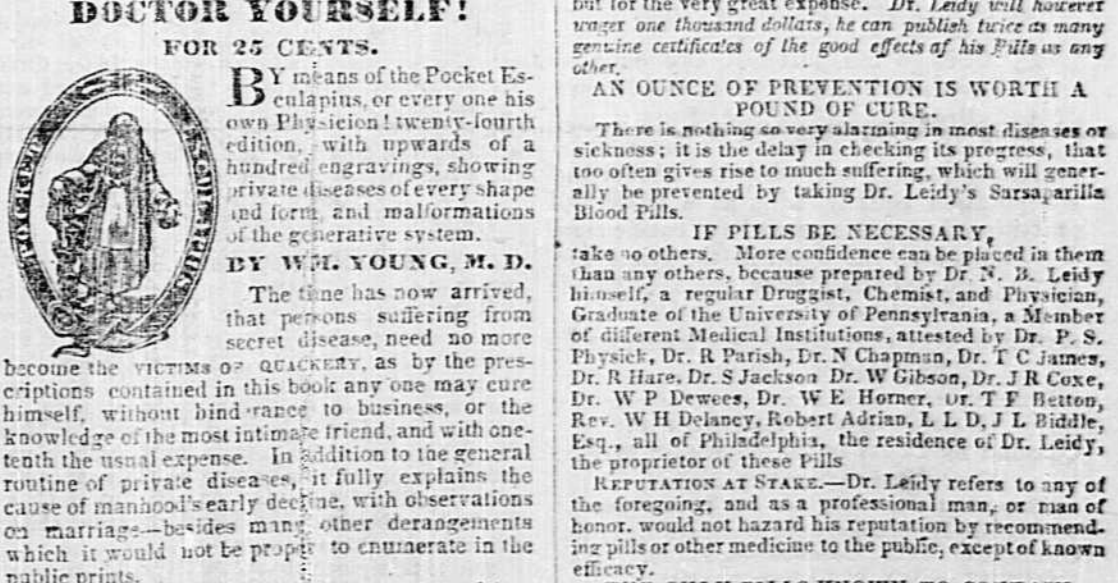 DOCTOR YOURSELF!
FOR 25 CENTS.
BY means of the Pocket Es-
culapius, or every one his
own Physicion! twenty-fourth
edition, with upwards of a
hundred engravings, showing
private diseases of every shape
and form, and malformations
of the generative system.
BY WM. YOUNG, M. D.
The time has now arrived,
that persons suffering from
secret disease, need no more
become the VICTIMS OF QUACKERY, as by the pres-
criptions contained in this book any one may cure
himself, without hindrance to business, or the
knowledge of the most intimate friend, and with one-
tenth the usual expense. In addition to the general
routine of private diseases, it fully explains the
cause of manhood's early decline, with observations
on marriage—besides many other derangements
which it would not be proper to enumerate in the
public prints.
but for the very great expense. Dr. Leidy will however
wager one thousand dollars, he can publish twice as many
genuine certificates of the good effects of his Pills as any
other.
AN OUNCE OF PREVENTION IS WORTH A
POUND OF CURE.
There is nothing so very alarming in most diseases or
sickness; it is the delay in checking its progress, that
too often gives rise to much suffering, which will gener-
ally be prevented by taking Dr. Leidy's Sarsaparilla
Blood Pills.
IF PILLS BE NECESSARY,
take no others. More confidence can be placed in them
than any others, because prepared by Dr. N. B. Leidy
himself, a regular Druggist, Chemist, and Physician,
Graduate of the University of Pennsylvania, a Member
of different Medical Institutions, attested by Dr. P. S.
Physick, Dr. R Parish, Dr. N Chapman, Dr. T C James,
Dr. R Hare, Dr. S Jackson Dr. W Gibson, Dr. J R Coxe,
Dr. W P Dewees, Dr. W E Horner, Dr. T F Betton,
Rev. W H Delancy, Robert Adrian, L L D, J L Biddle,
Esq., all of Philadelphia, the residence of Dr. Leidy,
the proprietor of these Pills
REPUTATION AT STAKE.—Dr. Leidy refers to any of
the foregoing, and as a professional man, or man of
honor, would not hazard his reputation by recommend-
ing pills or other medicine to the public, except of known
efficacy.